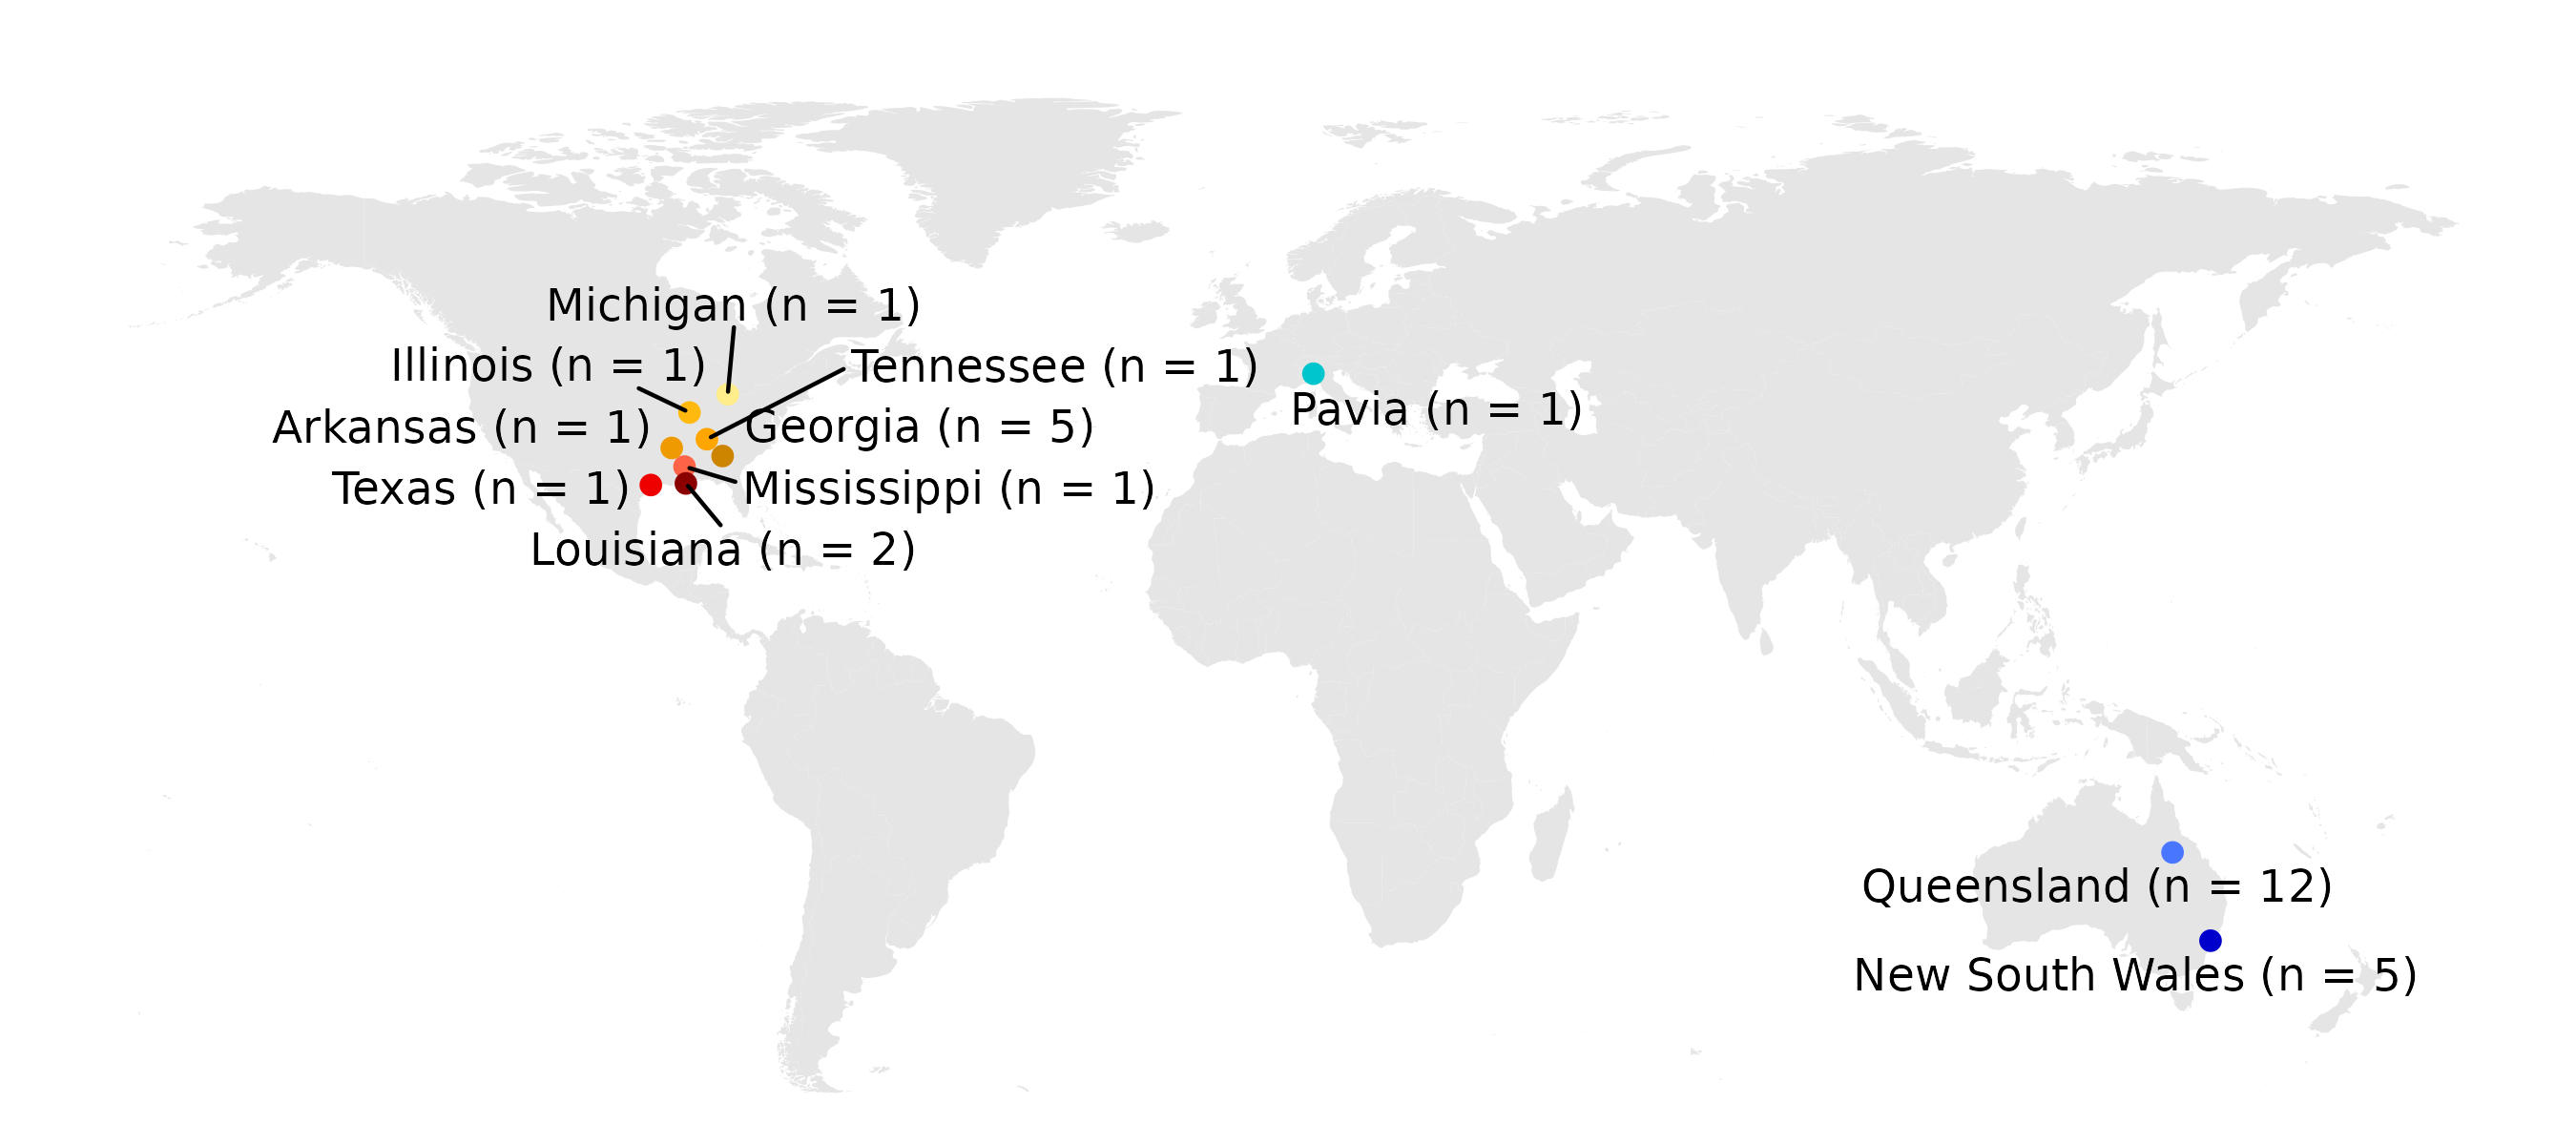 Michigan (n = 1)
Illinois (n = 1)
Tennessee (n = 1)
Arkansas (n = 1)
Georgia (n = 5)
Pavia (n = 1)
Texas (n = 1)
Mississippi (n = 1)
Louisiana (n = 2)
Queensland (n = 12)
New South Wales (n = 5)